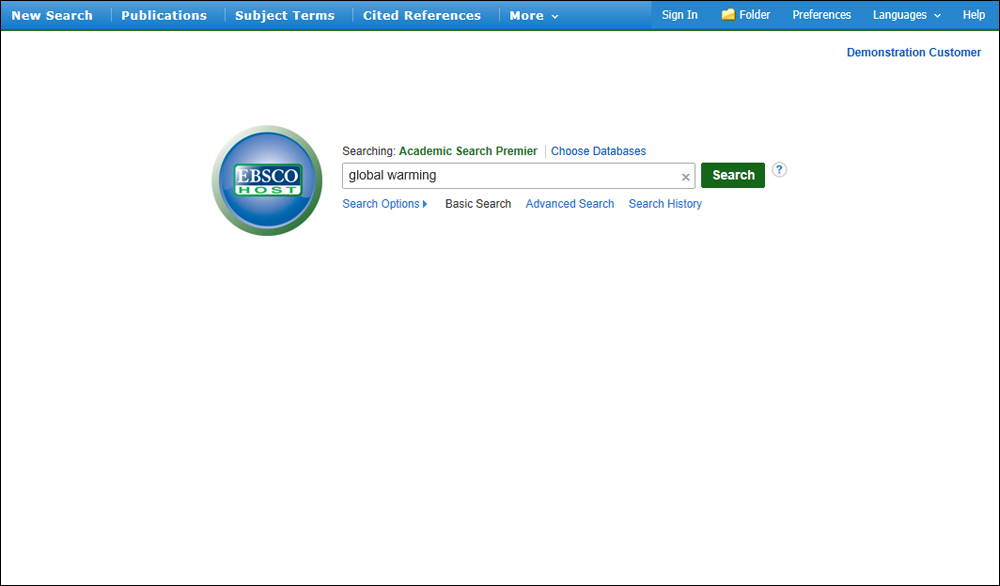 New Search Publications Subject Terms Cited References More Sign In Folder Preferences Languages Help
Demonstration Customer
EBSCO
HOST
Searching: Academic Search Premier Choose Databases
global warming × Search ?
Search Options Basic Search Advanced Search Search History